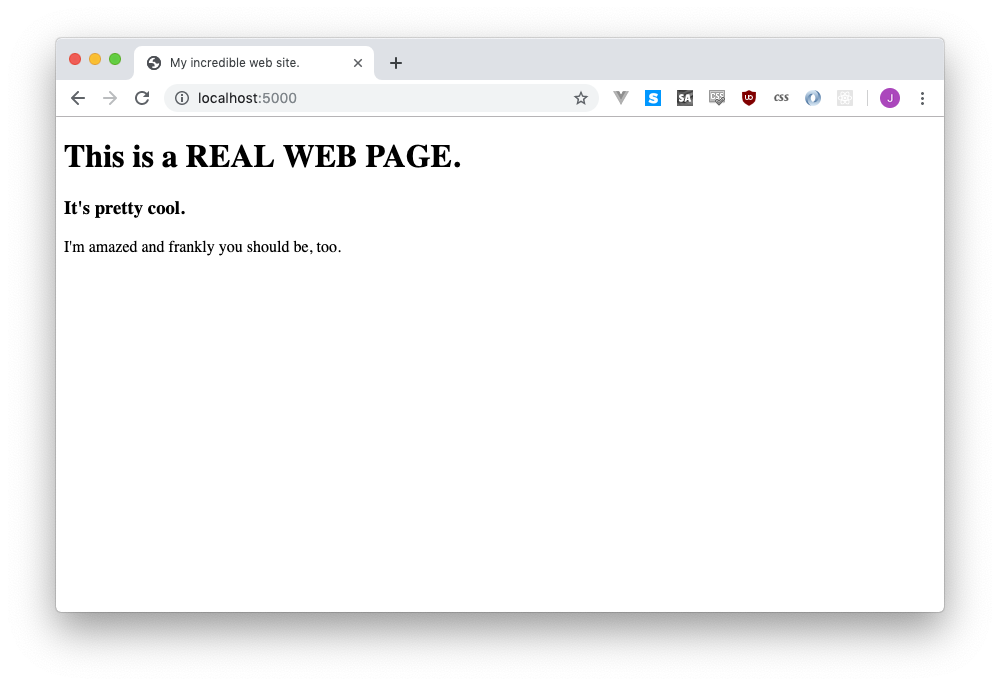 My incredible web site.
localhost:5000
S
SA
CSF
UD
CSS
J
This is a REAL WEB PAGE.
It's pretty cool.
I'm amazed and frankly you should be, too.